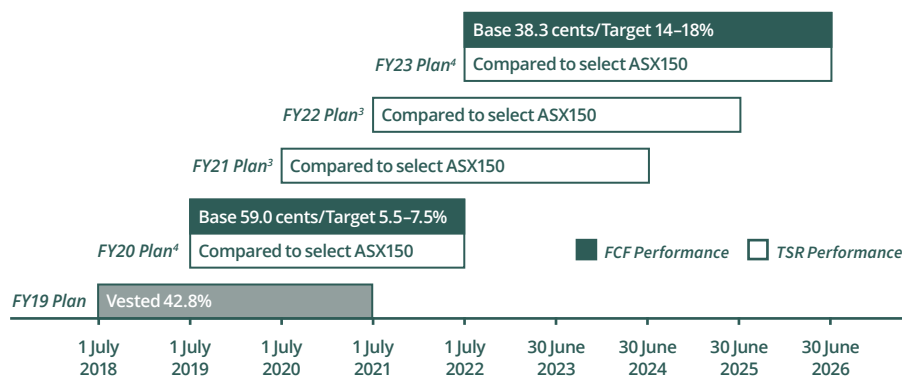 Base 38.3 cents/Target 14–18%
FY23 Plan⁴
Compared to select ASX150
FY22 Plan³
Compared to select ASX150
FY21 Plan³
Compared to select ASX150
Base 59.0 cents/Target 5.5–7.5%
FY20 Plan⁴
Compared to select ASX150
FCF Performance
TSR Performance
FY19 Plan
Vested 42.8%
1 July 2018
1 July 2019
1 July 2020
1 July 2021
1 July 2022
30 June 2023
30 June 2024
30 June 2025
30 June 2026